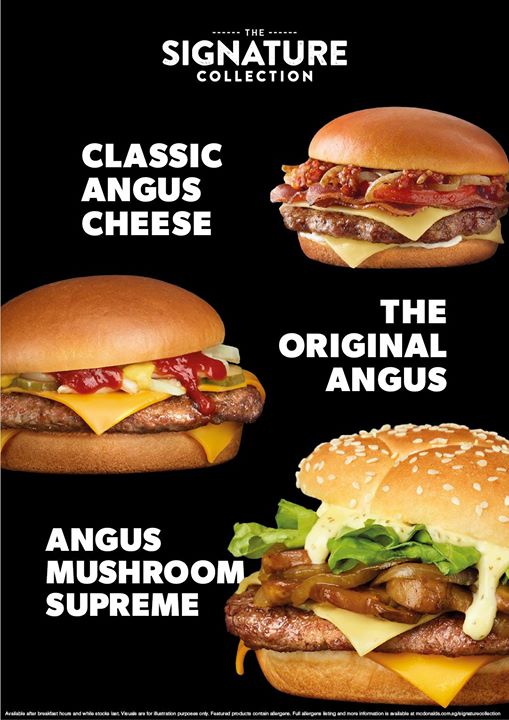 THE
SIGNATURE
COLLECTION
CLASSIC
ANGUS
CHEESE
THE
ORIGINAL
ANGUS
ANGUS
MUSHROOM
SUPREME
Available after breakfast hours and while stocks last. Visuals are for illustration purposes only. Featured products contain allergens. Full allergens listing and more information is available at mcdonalds.com.sg/signaturecollection